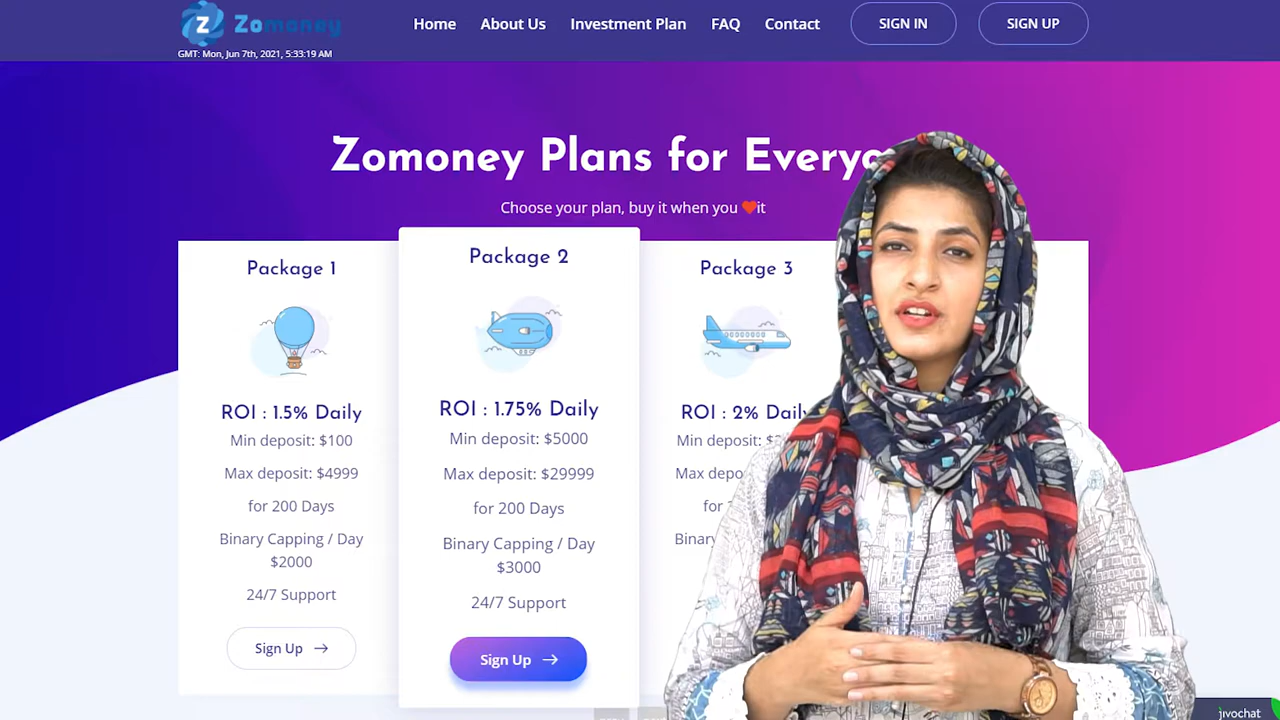 Zomoney
Home
About Us
Investment Plan
FAQ
Contact
SIGN IN
SIGN UP
GMT: Mon, Jun 7th, 2021, 5:33:19 AM
Zomoney Plans for
Choose your plan, buy it when you it
Package 1
ROI : 1.5% Daily
Min deposit: $100
Max deposit: $4999
for 200 Days
Binary Capping / Day
$2000
24/7 Support
Sign Up
Package 2
ROI : 1.75% Daily
Min deposit: $5000
Max deposit: $29999
for 200 Days
Binary Capping / Day
$3000
24/7 Support
Sign Up
Package 3
ROI : 2% Daily
Min deposit:
Max
for
Binary
jivochat